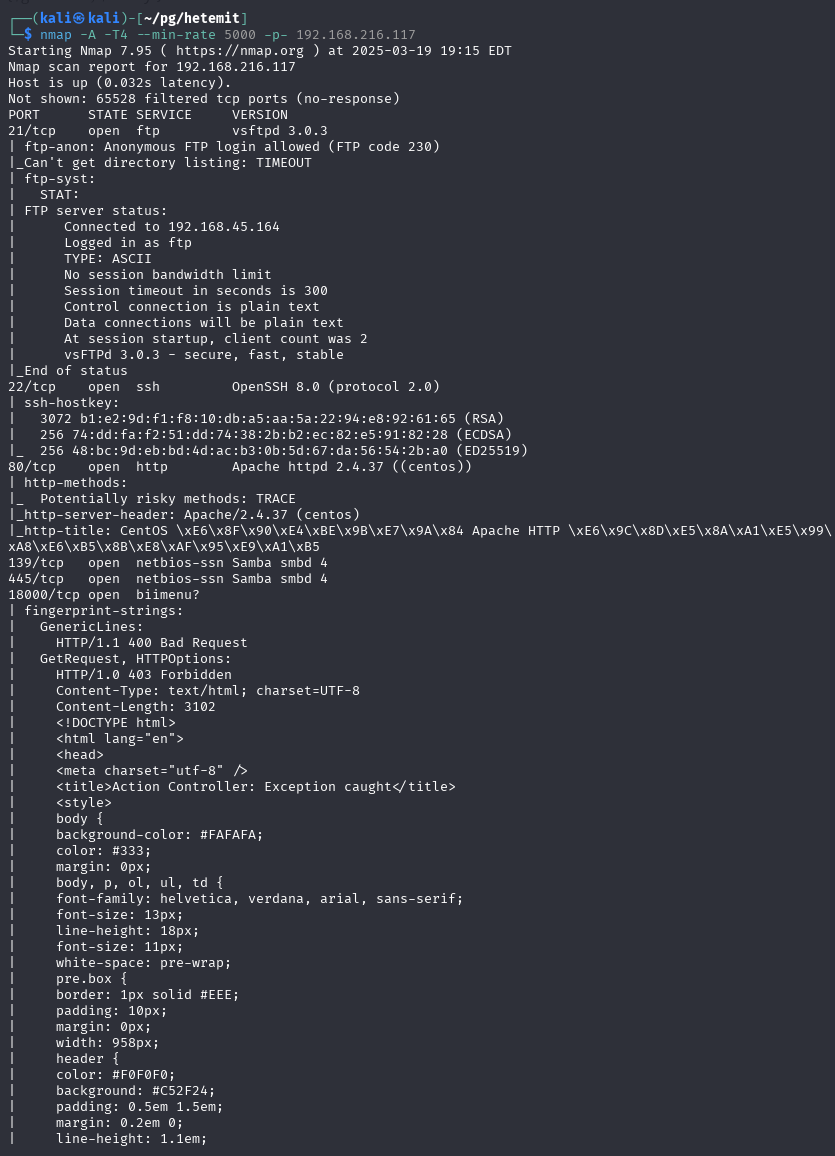 ┌──(kali㉿kali)-[~/pg/hetemit]
└─$ nmap -A -T4 --min-rate 5000 -p- 192.168.216.117
Starting Nmap 7.95 ( https://nmap.org ) at 2025-03-19 19:15 EDT
Nmap scan report for 192.168.216.117
Host is up (0.032s latency).
Not shown: 65528 filtered tcp ports (no-response)
PORT      STATE SERVICE     VERSION
21/tcp    open  ftp         vsftpd 3.0.3
| ftp-anon: Anonymous FTP login allowed (FTP code 230)
|_Can't get directory listing: TIMEOUT
| ftp-syst:
|   STAT:
| FTP server status:
|      Connected to 192.168.45.164
|      Logged in as ftp
|      TYPE: ASCII
|      No session bandwidth limit
|      Session timeout in seconds is 300
|      Control connection is plain text
|      Data connections will be plain text
|      At session startup, client count was 2
|      vsFTPd 3.0.3 - secure, fast, stable
|_End of status
22/tcp    open  ssh         OpenSSH 8.0 (protocol 2.0)
| ssh-hostkey:
|   3072 b1:e2:9d:f1:f8:10:db:a5:aa:5a:22:94:e8:92:61:65 (RSA)
|   256 74:dd:fa:f2:51:dd:74:38:2b:b2:ec:82:e5:91:82:28 (ECDSA)
|_  256 48:bc:9d:eb:bd:4d:ac:b3:0b:5d:67:da:56:54:2b:a0 (ED25519)
80/tcp    open  http        Apache httpd 2.4.37 ((centos))
| http-methods:
|_  Potentially risky methods: TRACE
|_http-server-header: Apache/2.4.37 (centos)
|_http-title: CentOS \xE6\x8F\x90\xE4\xBE\x9B\xE7\x9A\x84 Apache HTTP \xE6\x9C\x8D\xE5\x8A\xA1\xE5\x99\
xA8\xE6\xB5\x8B\xE8\xAF\x95\xE9\xA1\xB5
139/tcp   open  netbios-ssn Samba smbd 4
445/tcp   open  netbios-ssn Samba smbd 4
18000/tcp open  biimenu?
| fingerprint-strings:
|   GenericLines:
|     HTTP/1.1 400 Bad Request
|   GetRequest, HTTPOptions:
|     HTTP/1.0 403 Forbidden
|     Content-Type: text/html; charset=UTF-8
|     Content-Length: 3102
|     <!DOCTYPE html>
|     <html lang="en">
|     <head>
|     <meta charset="utf-8" />
|     <title>Action Controller: Exception caught</title>
|     <style>
|     body {
|     background-color: #FAFAFA;
|     color: #333;
|     margin: 0px;
|     body, p, ol, ul, td {
|     font-family: helvetica, verdana, arial, sans-serif;
|     font-size: 13px;
|     line-height: 18px;
|     font-size: 11px;
|     white-space: pre-wrap;
|     pre.box {
|     border: 1px solid #EEE;
|     padding: 10px;
|     margin: 0px;
|     width: 958px;
|     header {
|     color: #F0F0F0;
|     background: #C52F24;
|     padding: 0.5em 1.5em;
|     margin: 0.2em 0;
|     line-height: 1.1em;